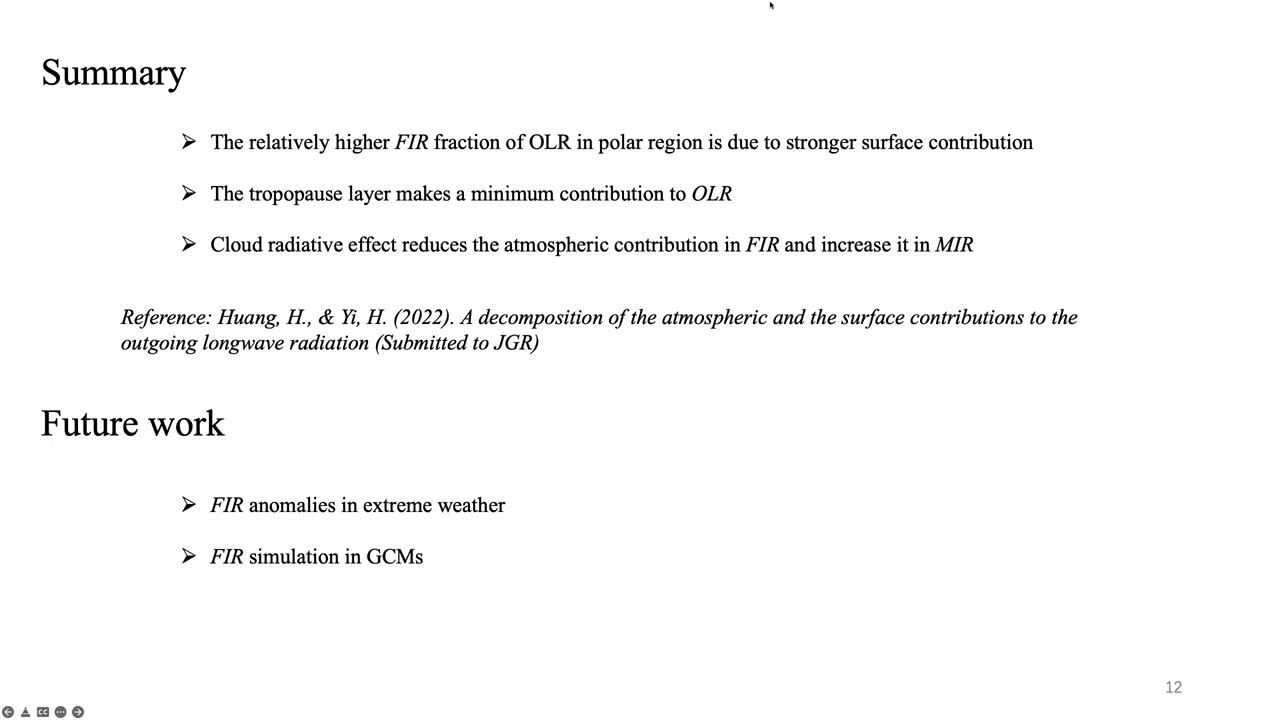 Summary
➢ The relatively higher FIR fraction of OLR in polar region is due to stronger surface contribution
➢ The tropopause layer makes a minimum contribution to OLR
➢ Cloud radiative effect reduces the atmospheric contribution in FIR and increase it in MIR
Reference: Huang, H., & Yi, H. (2022). A decomposition of the atmospheric and the surface contributions to the
outgoing longwave radiation (Submitted to JGR)
Future work
➢ FIR anomalies in extreme weather
➢ FIR simulation in GCMs
12
CC